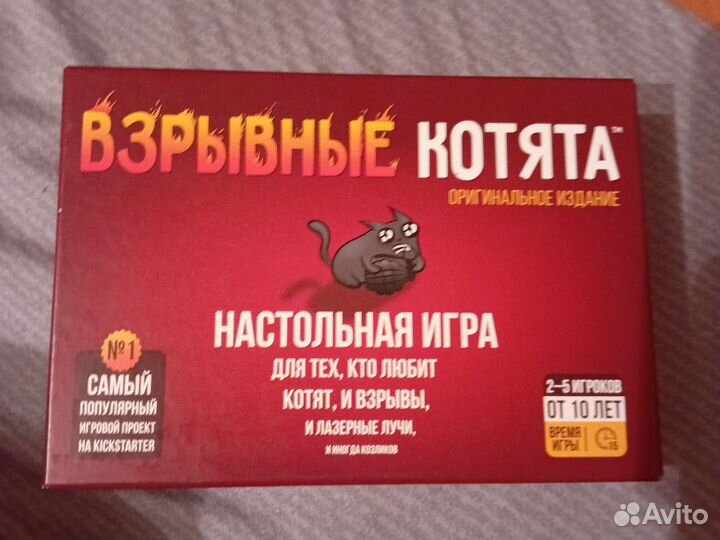 ВЗРЫВНЫЕ КОТЯТА™
ОРИГИНАЛЬНОЕ ИЗДАНИЕ
НАСТОЛЬНАЯ ИГРА
ДЛЯ ТЕХ, КТО ЛЮБИТ
КОТЯТ, И ВЗРЫВЫ,
И ЛАЗЕРНЫЕ ЛУЧИ,
И ИНОГДА КОЗЛИКОВ
№1
САМЫЙ
ПОПУЛЯРНЫЙ
ИГРОВОЙ ПРОЕКТ
НА KICKSTARTER
2–5 ИГРОКОВ
ОТ 10 ЛЕТ
ВРЕМЯ
ИГРЫ
15
Avito